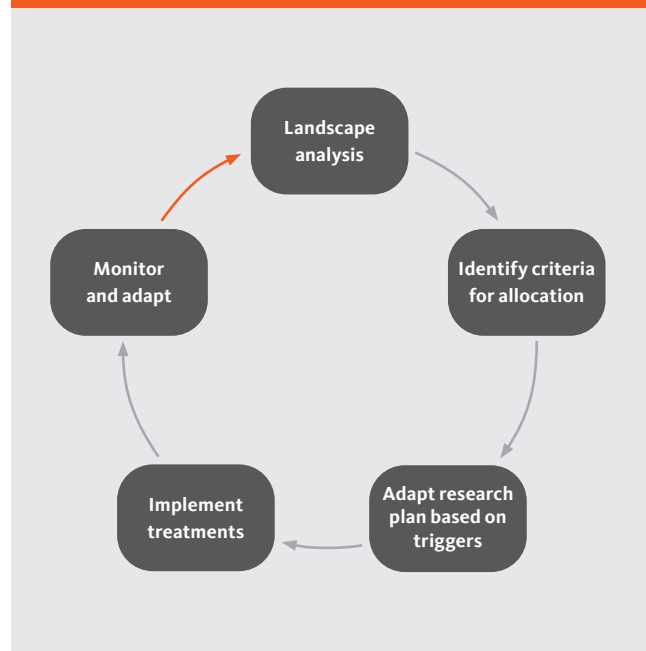 Landscape
analysis
Identify criteria
for allocation
Adapt research
plan based on
triggers
Implement
treatments
Monitor
and adapt